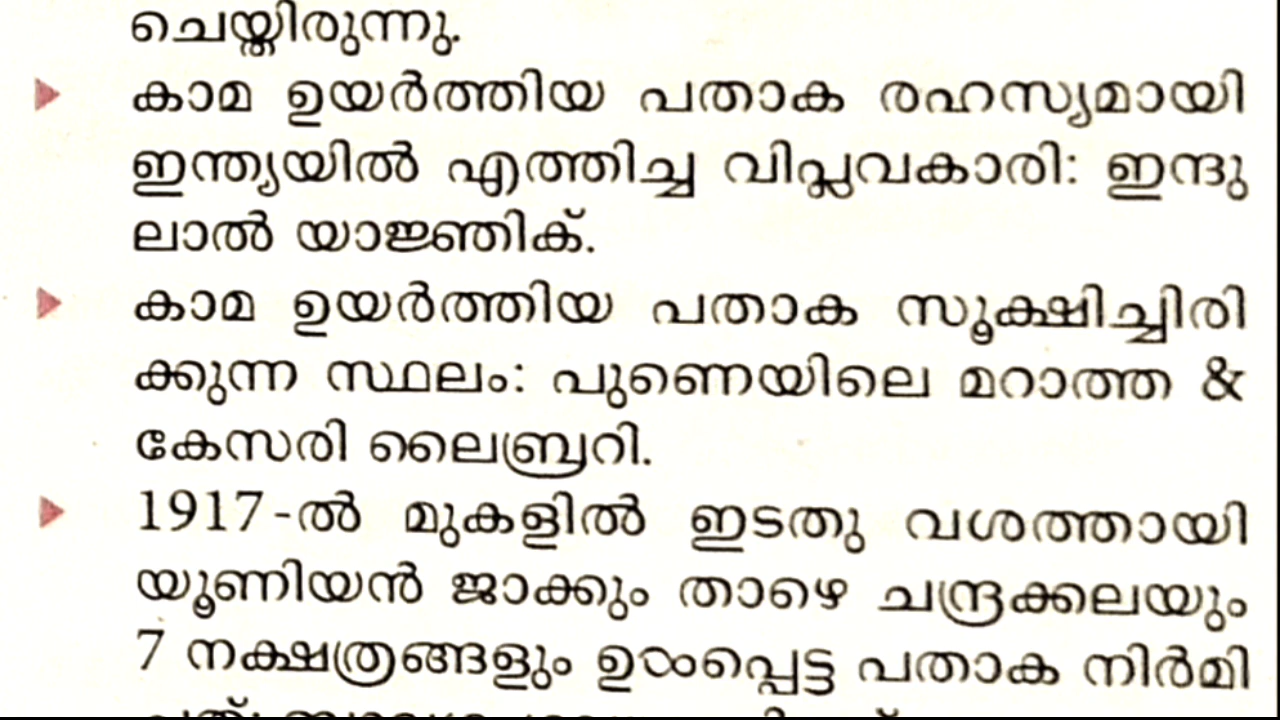 ചെയ്തിരുന്നു.
കാമ ഉയർത്തിയ പതാക രഹസ്യമായി
ഇന്ത്യയിൽ എത്തിച്ച വിപ്ലവകാരി: ഇന്ദു
ലാൽ യാജ്ഞിക്.
കാമ ഉയർത്തിയ പതാക സൂക്ഷിച്ചിരി
ക്കുന്ന സ്ഥലം: പുണെയിലെ മറാത്ത &
കേസരി ലൈബ്രറി.
1917-ൽ മുകളിൽ ഇടതു വശത്തായി
യൂണിയൻ ജാക്കും താഴെ ചന്ദ്രക്കലയും
7 നക്ഷത്രങ്ങളും ഉൾപ്പെട്ട പതാക നിർമി